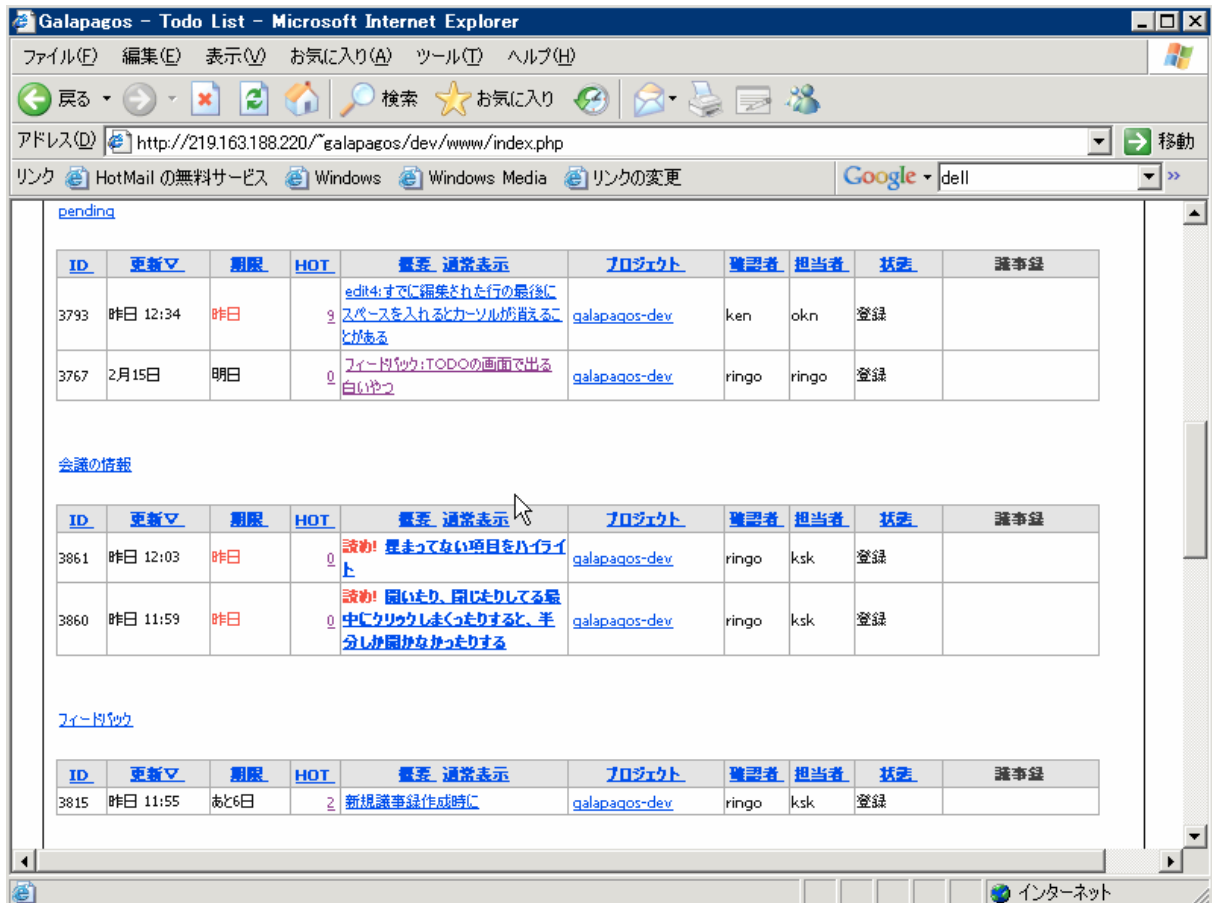 Galapagos - Todo List - Microsoft Internet Explorer
ファイル(F) 編集(E) 表示(V) お気に入り(A) ツール(T) ヘルプ(H)
戻る 検索 お気に入り
アドレス(D) http://219.163.188.220/~galapagos/dev/www/index.php 移動
リンク HotMail の無料サービス Windows Windows Media リンクの変更 Google dell »
pending
ID 更新▽ 期限 HOT 概要 通常表示 プロジェクト 確認者 担当者 状態 議事録
3793 昨日 12:34 昨日 9 edit4:すでに編集された行の最後に
スペースを入れるとカーソルが消えるこ
とがある galapagos-dev ken okn 登録
3767 2月15日 明日 0 フィードバック:TODOの画面で出る
白いやつ galapagos-dev ringo ringo 登録
会議の情報
ID 更新▽ 期限 HOT 概要 通常表示 プロジェクト 確認者 担当者 状態 議事録
3861 昨日 12:03 昨日 0 読め! 埋まってない項目をハイライ
ト galapagos-dev ringo ksk 登録
3860 昨日 11:59 昨日 0 読め! 開いたり、閉じたりしてる最
中にクリックしまくったりすると、半
分しか開かなかったりする galapagos-dev ringo ksk 登録
フィードバック
ID 更新▽ 期限 HOT 概要 通常表示 プロジェクト 確認者 担当者 状態 議事録
3815 昨日 11:55 あと6日 2 新規議事録作成時に galapagos-dev ringo ksk 登録
インターネット